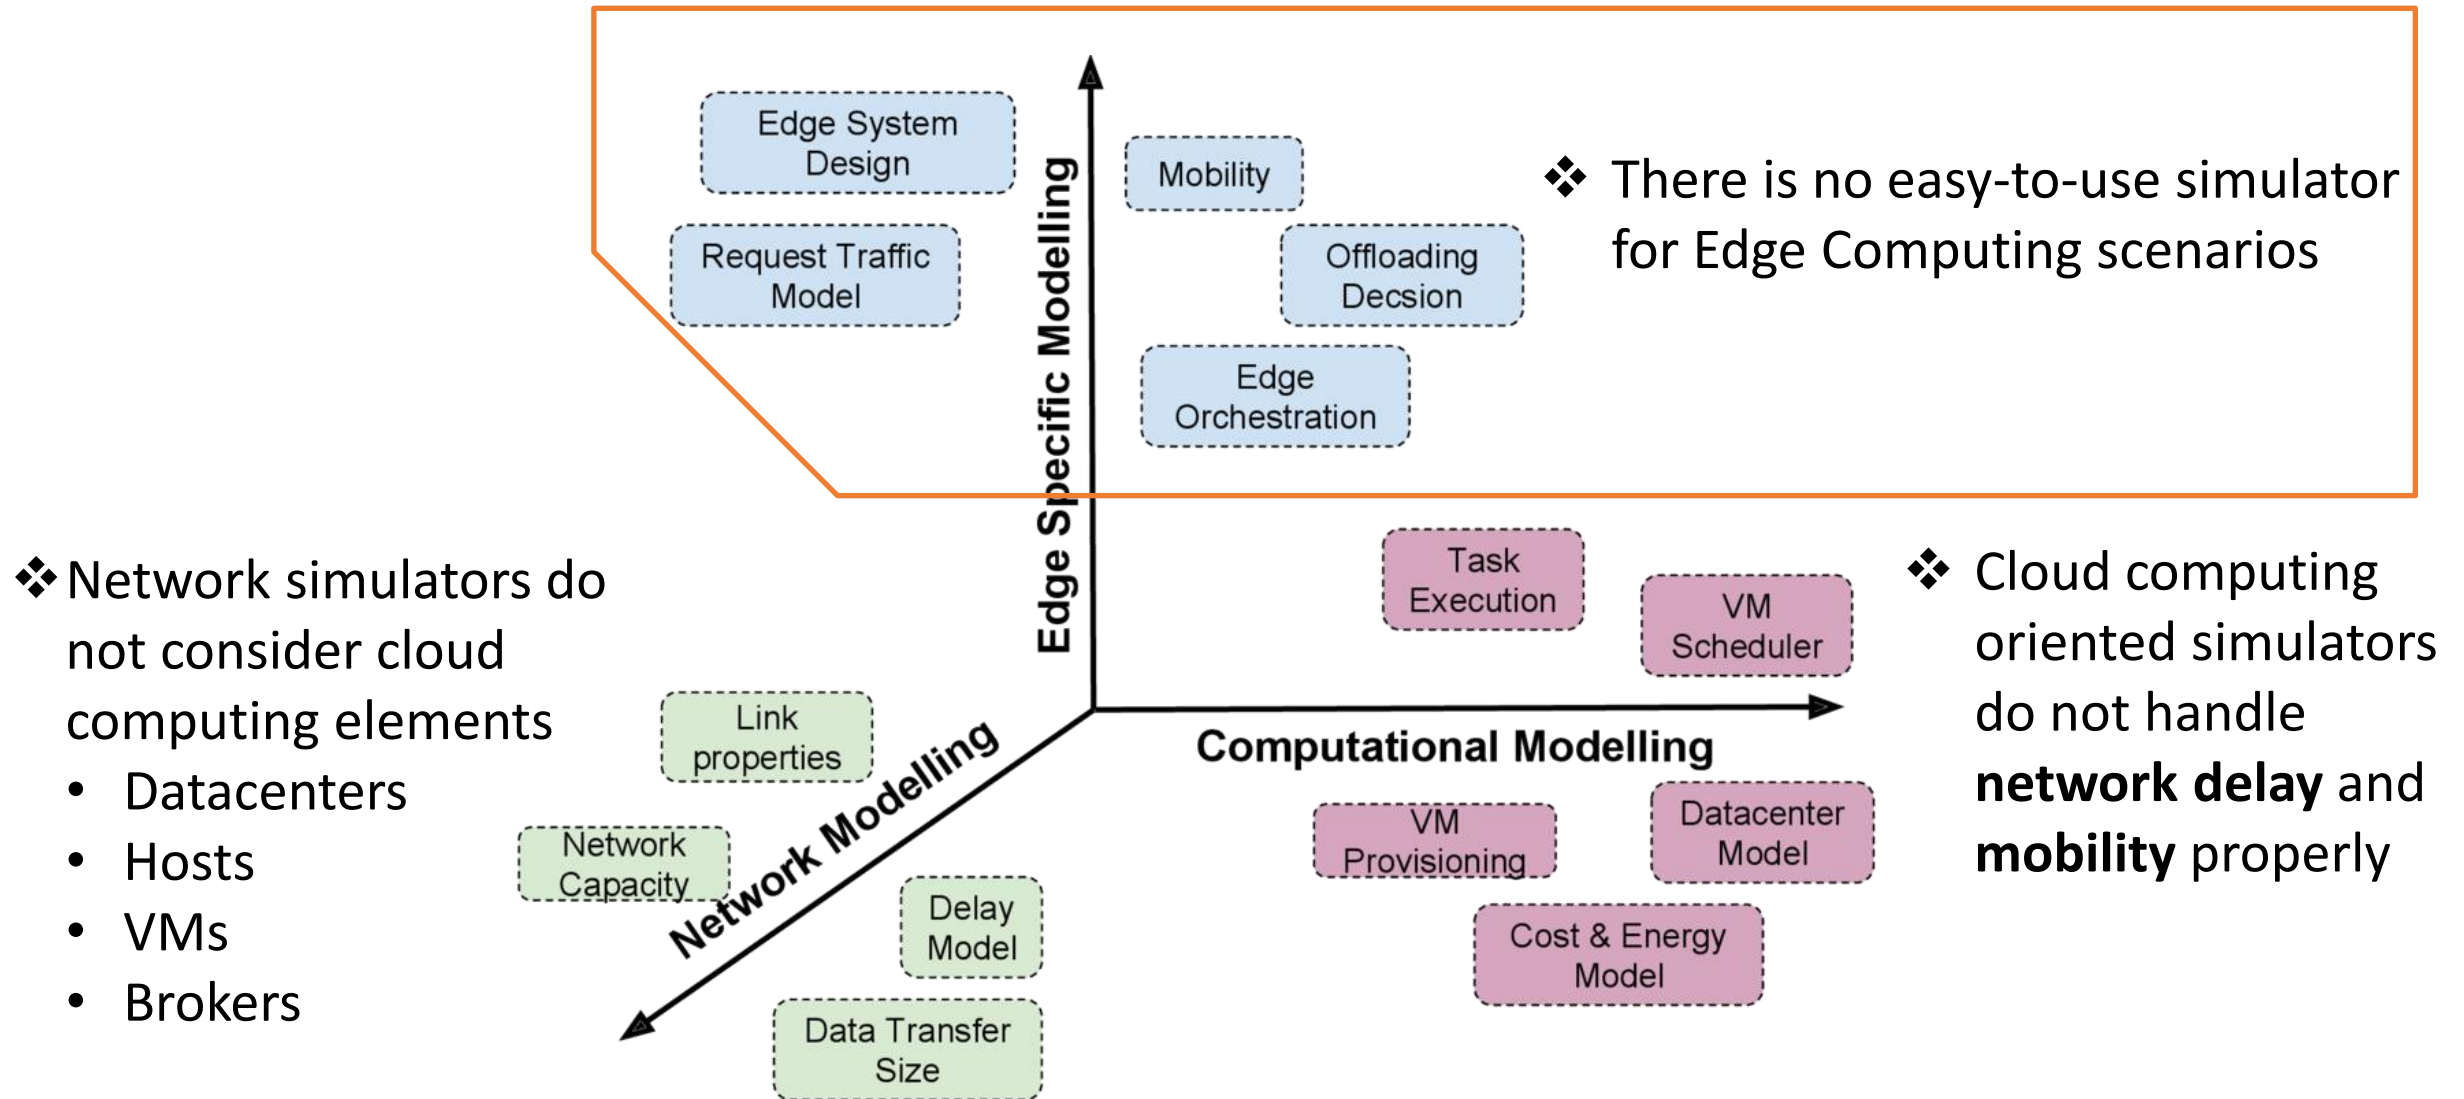 Edge System
Design
Request Traffic
Model
Edge Specific Modelling
Mobility
Offloading
Decsion
Edge
Orchestration
❖ There is no easy-to-use simulator
for Edge Computing scenarios
❖ Network simulators do
not consider cloud
computing elements
• Datacenters
• Hosts
• VMs
• Brokers
Link
properties
Network
Capacity
Network Modelling
Delay
Model
Data Transfer
Size
Task
Execution
VM
Scheduler
Computational Modelling
VM
Provisioning
Datacenter
Model
Cost & Energy
Model
❖ Cloud computing
oriented simulators
do not handle
network delay and
mobility properly